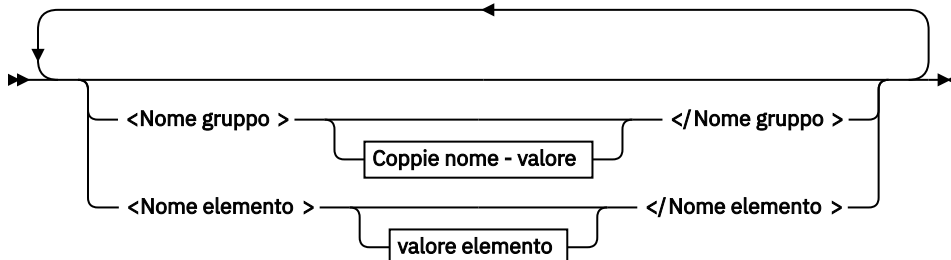 <Nome gruppo > </Nome gruppo >
Coppie nome - valore
<Nome elemento > </Nome elemento >
valore elemento